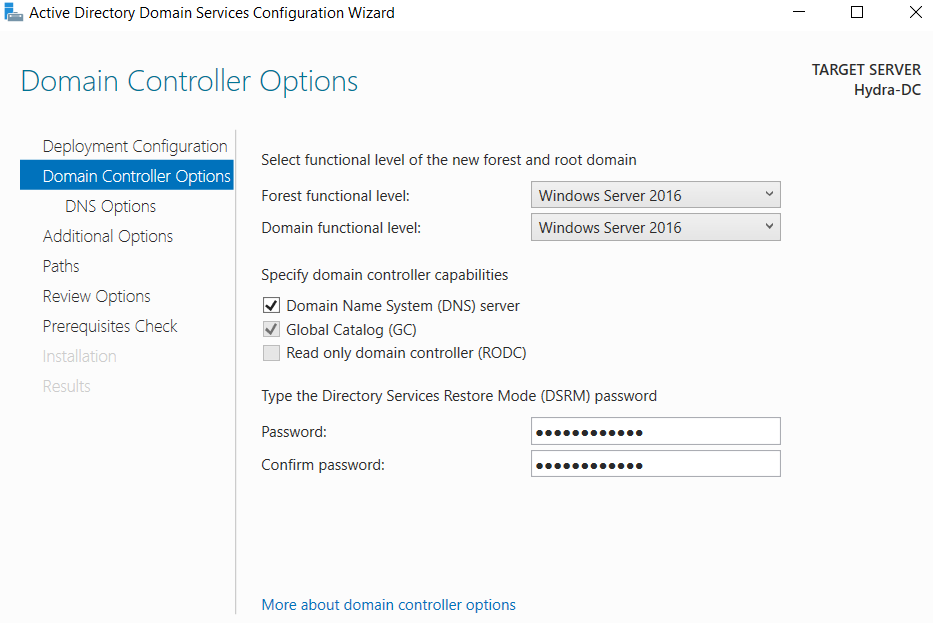 Active Directory Domain Services Configuration Wizard
Domain Controller Options
TARGET SERVER
Hydra-DC
Deployment Configuration
Domain Controller Options
DNS Options
Additional Options
Paths
Review Options
Prerequisites Check
Installation
Results
Select functional level of the new forest and root domain
Forest functional level: Windows Server 2016
Domain functional level: Windows Server 2016
Specify domain controller capabilities
Domain Name System (DNS) server
Global Catalog (GC)
Read only domain controller (RODC)
Type the Directory Services Restore Mode (DSRM) password
Password: ●●●●●●●●●●●●
Confirm password: ●●●●●●●●●●●●
More about domain controller options